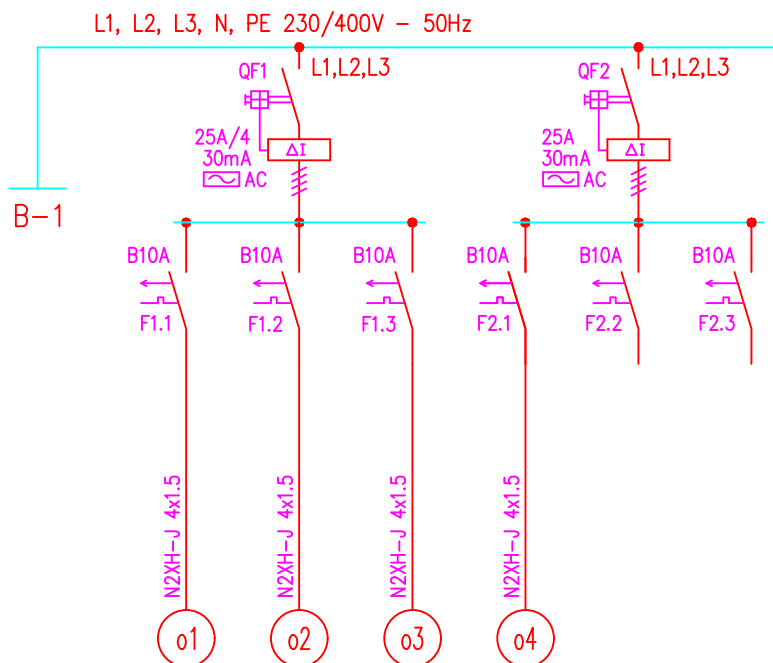 L1, L2, L3, N, PE 230/400V - 50Hz
QF1
L1,L2,L3
QF2
L1,L2,L3
25A/4
30mA
AC
ΔI
25A
30mA
AC
ΔI
B-1
B10A
B10A
B10A
B10A
B10A
B10A
F1.1
F1.2
F1.3
F2.1
F2.2
F2.3
N2XH-J 4x1.5
N2XH-J 4x1.5
N2XH-J 4x1.5
N2XH-J 4x1.5
o1
o2
o3
o4